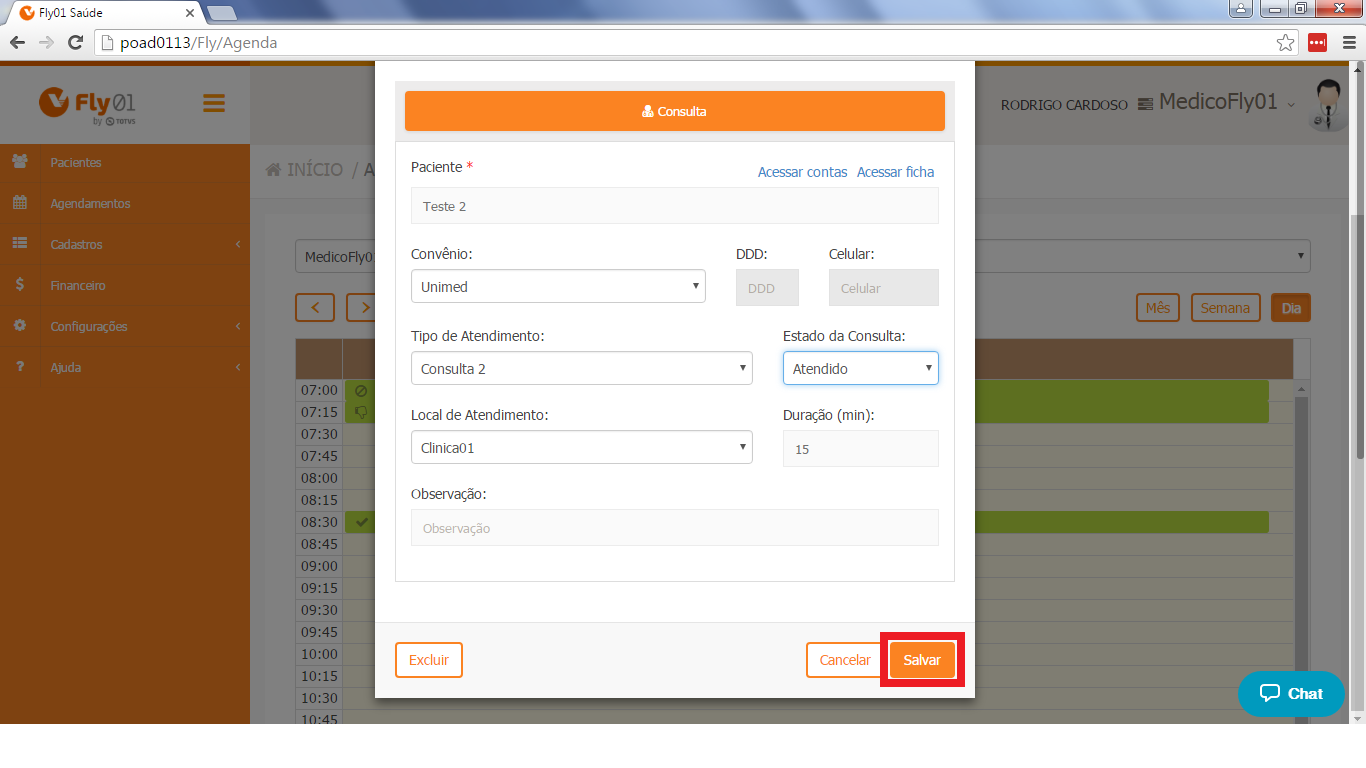 Fly01 Saúde
poad0113/Fly/Agenda
Fly01
by TOTVS
RODRIGO CARDOSO MedicoFly01
Pacientes
Agendamentos
Cadastros
Financeiro
Configurações
Ajuda
INÍCIO / A
MedicoFly0
Mês Semana Dia
07:00
07:15
07:30
07:45
08:00
08:15
08:30
08:45
09:00
09:15
09:30
09:45
10:00
10:15
10:30
10:45
Consulta
Paciente *
Acessar contas Acessar ficha
Teste 2
Convênio: DDD: Celular:
Unimed DDD Celular
Tipo de Atendimento: Estado da Consulta:
Consulta 2 Atendido
Local de Atendimento: Duração (min):
Clinica01 15
Observação:
Observação
Excluir Cancelar Salvar
Chat